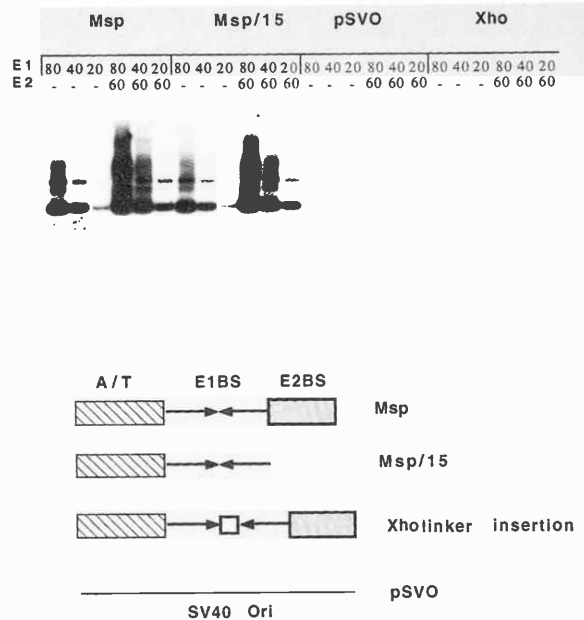 Msp Msp/15 pSVO Xho
E1 80 40 20 80 40 20 80 40 20 80 40 20 80 40 20 80 40 20 80 40 20 80 40 20
E2 - - - 60 60 60 - - - 60 60 60 - - - 60 60 60 - - - 60 60 60
A/T E1BS E2BS
Msp
Msp/15
Xholinker insertion
pSVO
SV40 Ori